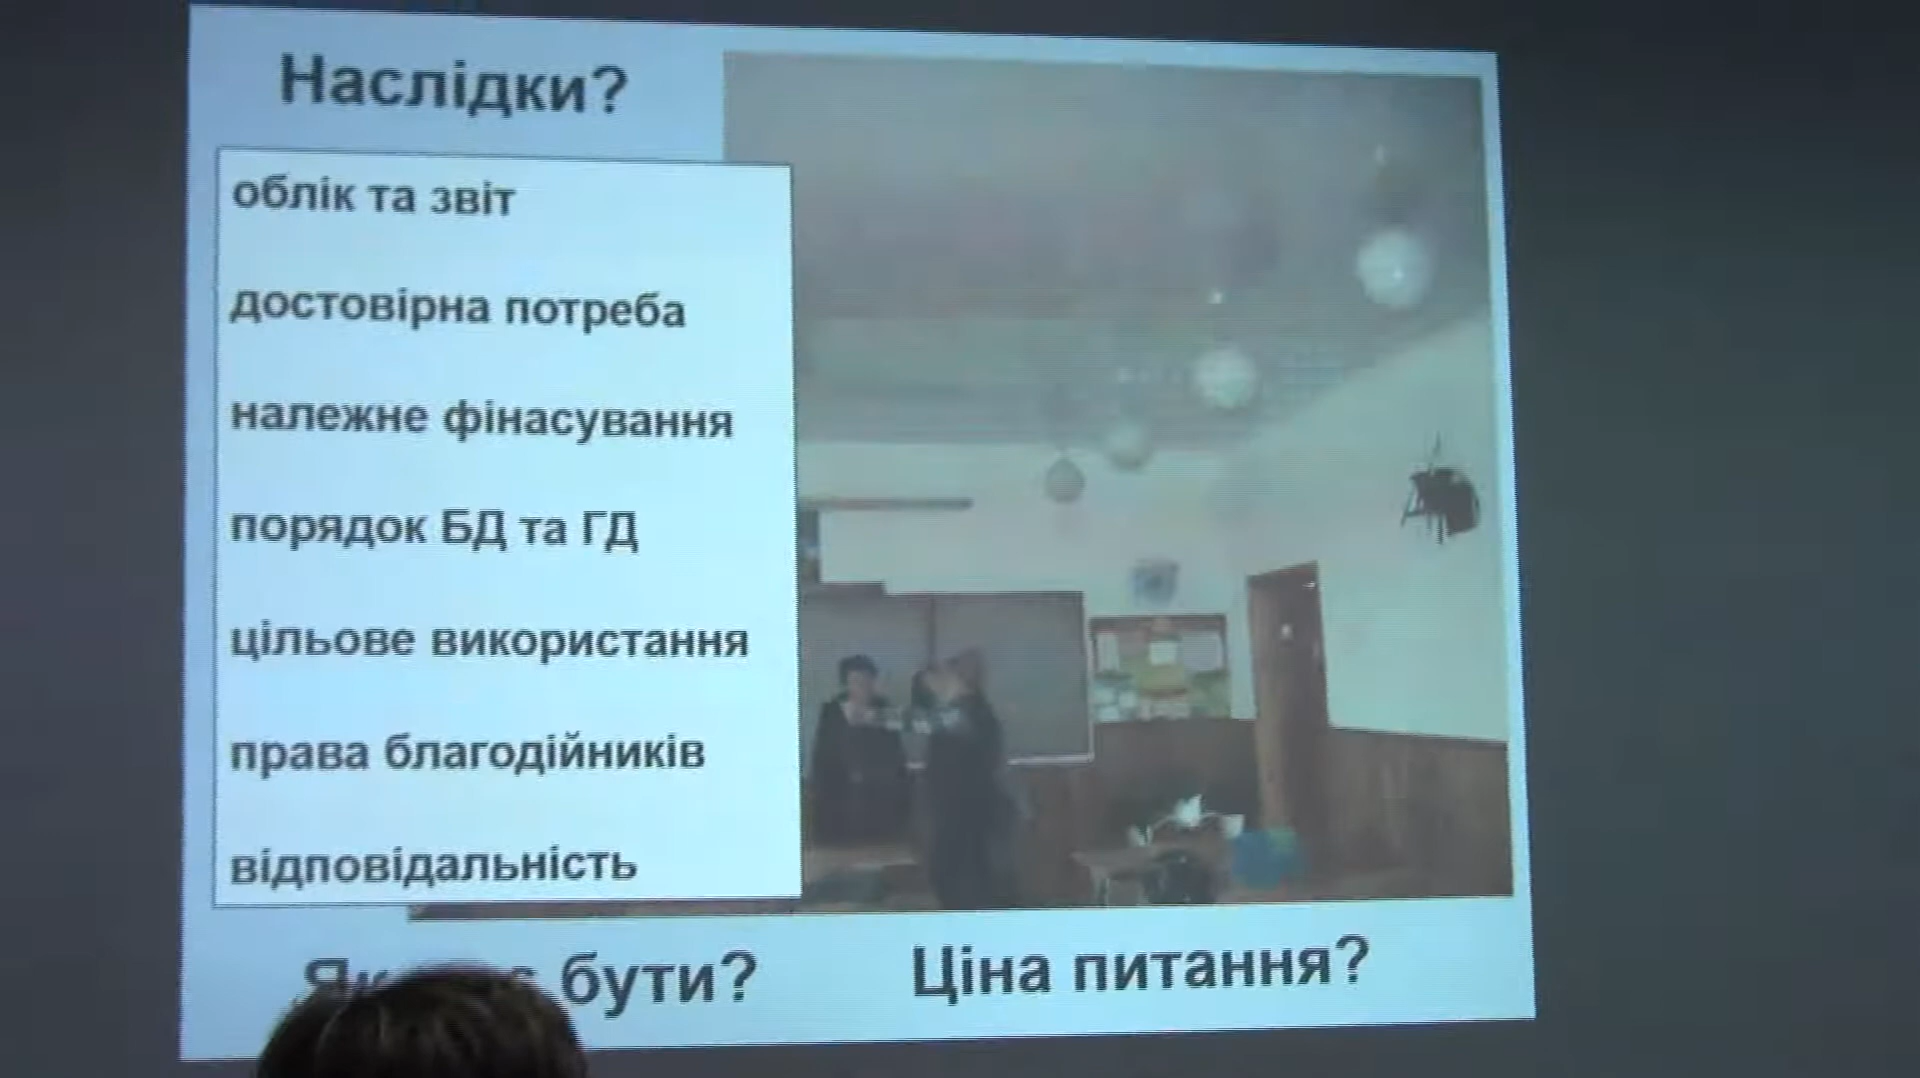 Наслідки?
облік та звіт
достовірна потреба
належне фінасування
порядок БД та ГД
цільове використання
права благодійників
відповідальність
бути?
Ціна питання?